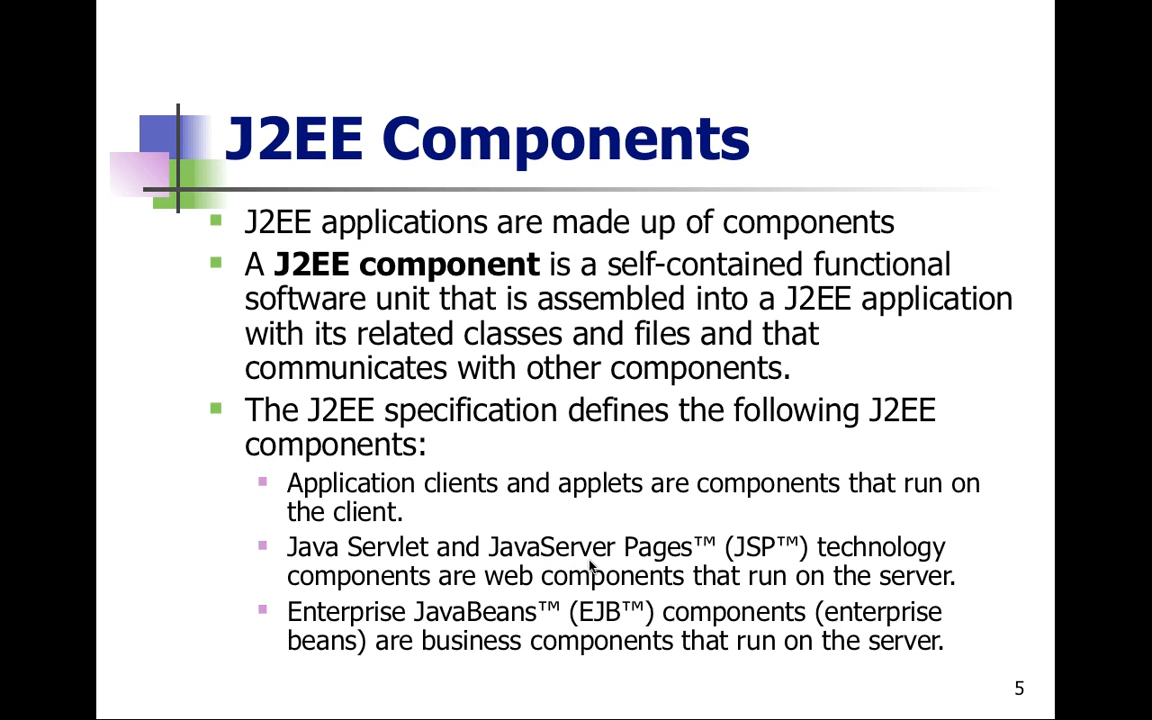 J2EE Components
J2EE applications are made up of components
A J2EE component is a self-contained functional
software unit that is assembled into a J2EE application
with its related classes and files and that
communicates with other components.
The J2EE specification defines the following J2EE
components:
Application clients and applets are components that run on
the client.
Java Servlet and JavaServer Pages™ (JSP™) technology
components are web components that run on the server.
Enterprise JavaBeans™ (EJB™) components (enterprise
beans) are business components that run on the server.
5